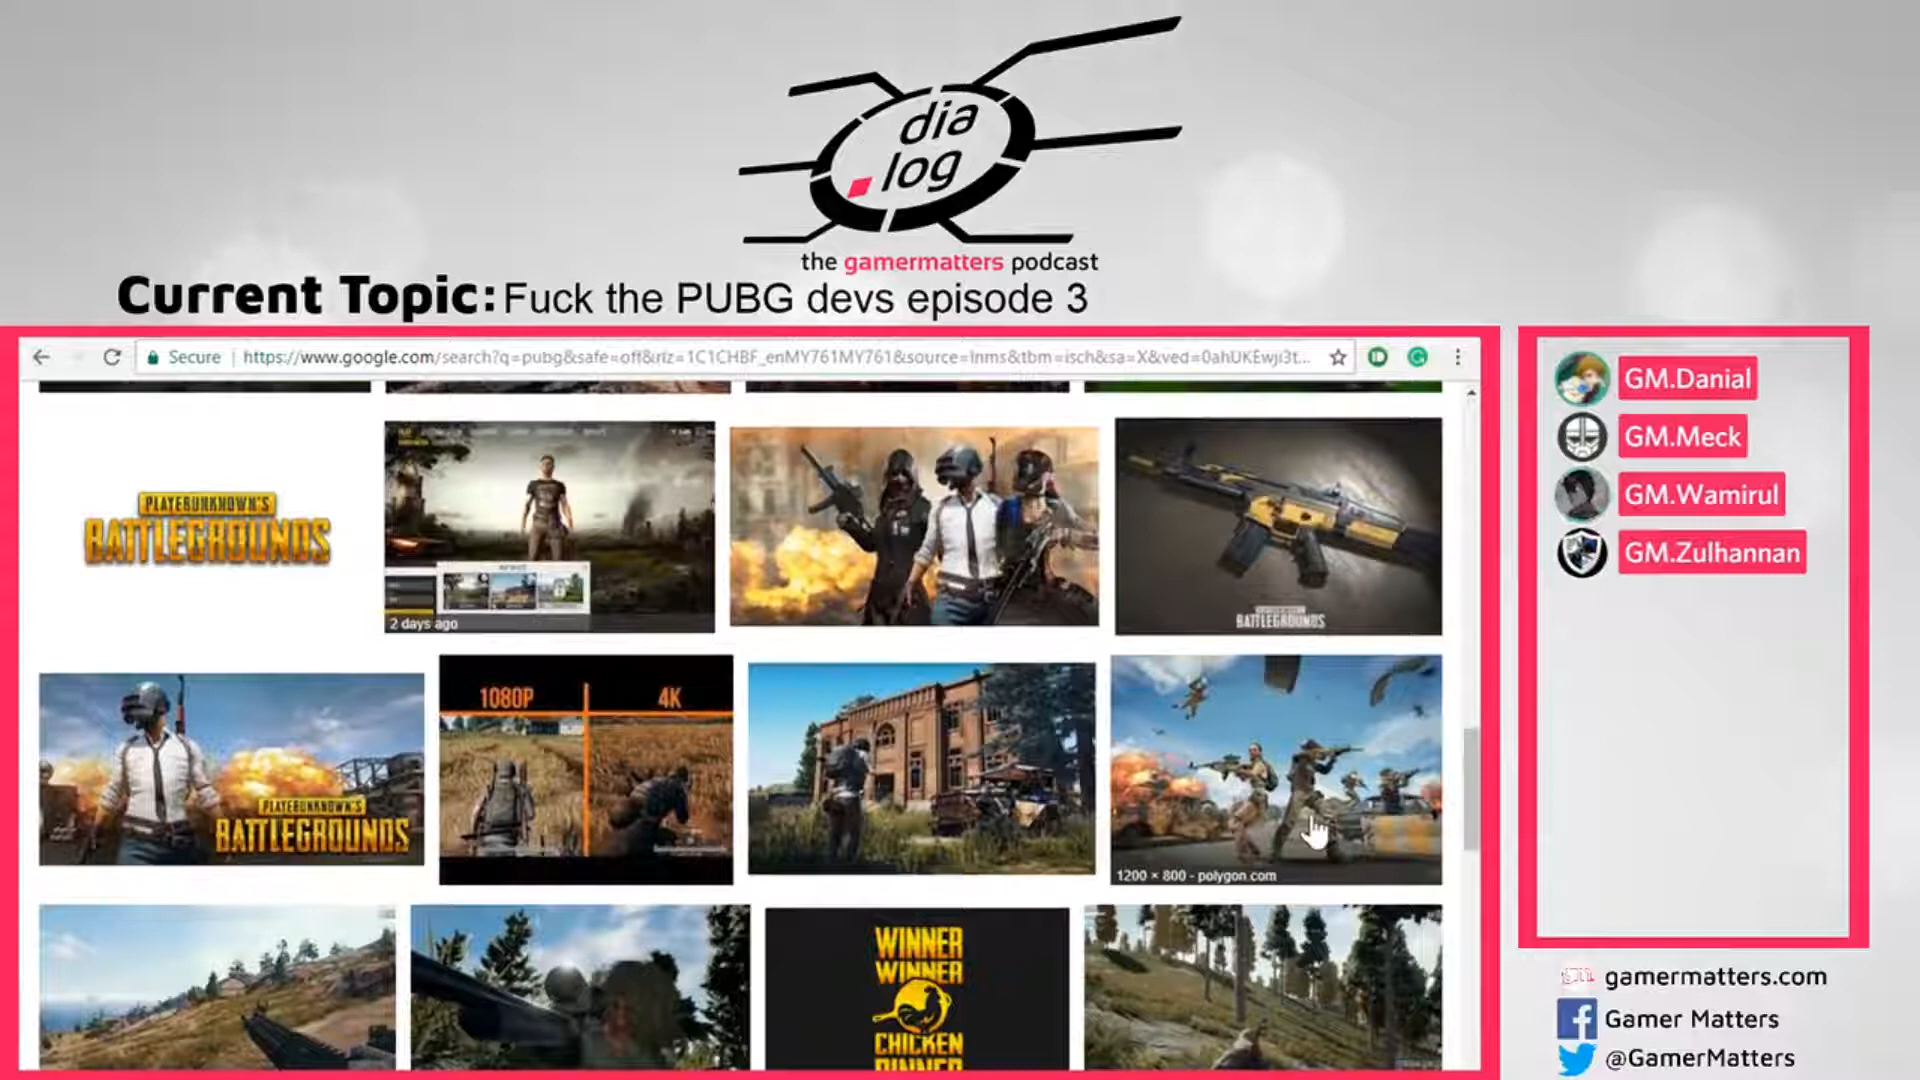 dia
log
the gamermatters podcast
Current Topic: Fuck the PUBG devs episode 3
Secure
https://www.google.com/search?q=pubg&safe=off&rlz=1C1CHBF_enMY761MY761&source=lnms&tbm=isch&sa=X&ved=0ahUKEwji3t...
GM.Danial
GM.Meck
GM.Wamirul
GM.Zulhannan
PLAYERUNKNOWN'S
BATTLEGROUNDS
2 days ago
BATTLEGROUNDS
PLAYERUNKNOWN'S
BATTLEGROUNDS
1080P
4K
1200 × 800 - polygon.com
WINNER
WINNER
CHICKEN
DINNER
gamermatters.com
Gamer Matters
@GamerMatters